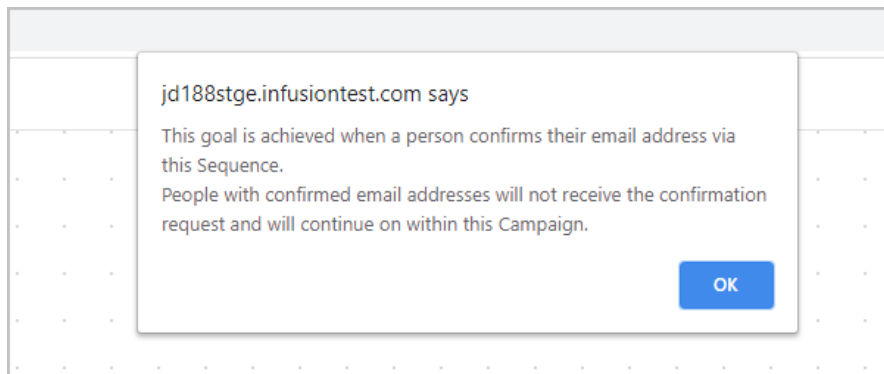 jd188stge.infusiontest.com says
This goal is achieved when a person confirms their email address via
this Sequence.
People with confirmed email addresses will not receive the confirmation
request and will continue on within this Campaign.
OK